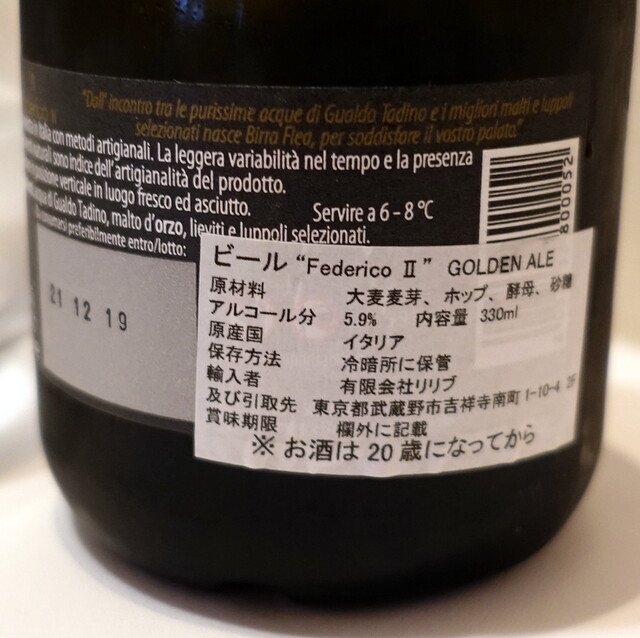 "Dall' incontro tra le purissime acque di Gualdo Tadino e i migliori malti e luppoli
selezionati nasce Birra Flea, per soddisfare il vostro palato."
in Italia con metodi artigianali. La leggera variabilità nel tempo e la presenza
sono indice dell'artigianalità del prodotto.
verticale in luogo fresco ed asciutto.
Servire a 6 - 8 °C
di Gualdo Tadino, malto d'orzo, lieviti e luppoli selezionati.
preferibilmente entro/lotto:
21 12 19
800052
ビール “Federico Ⅱ” GOLDEN ALE
原材料 大麦麦芽、ホップ、酵母、砂糖
アルコール分 5.9% 内容量 330ml
原産国 イタリア
保存方法 冷暗所に保管
輸入者 有限会社リリブ
及び引取先 東京都武蔵野市吉祥寺南町 1-10-4 2F
賞味期限 欄外に記載
※ お酒は 20 歳になってから